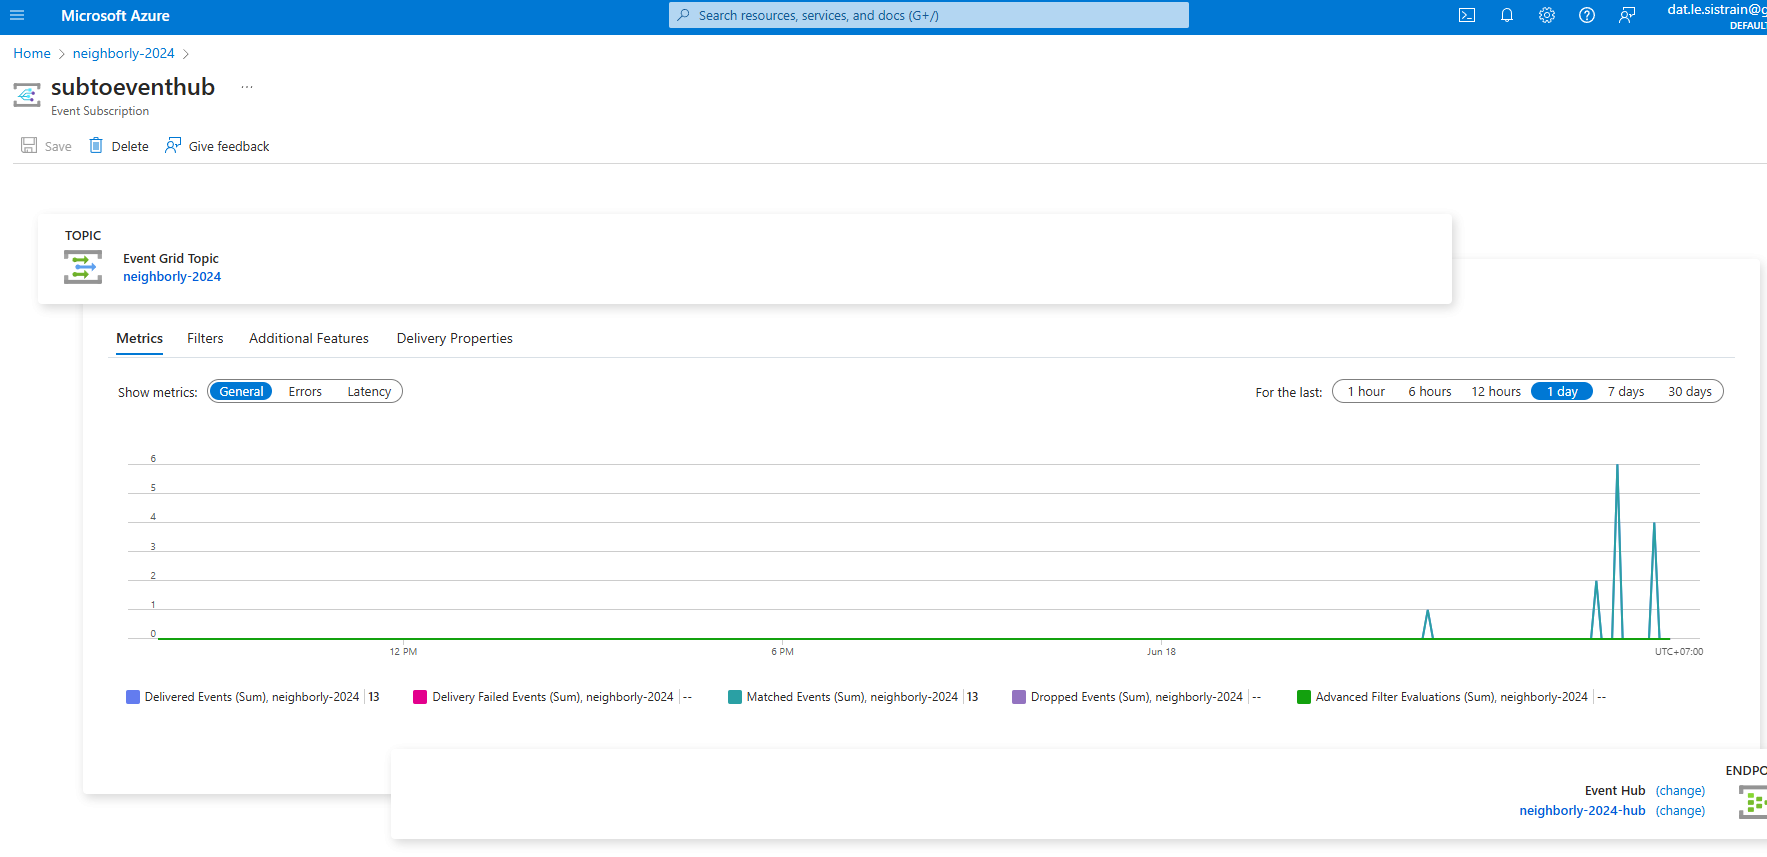 Microsoft Azure
Search resources, services, and docs (G+/)
dat.le.sistrain@g
DEFAUL
Home > neighborly-2024 >
subtoeventhub ...
Event Subscription
Save Delete Give feedback
TOPIC
Event Grid Topic
neighborly-2024
Metrics Filters Additional Features Delivery Properties
Show metrics: General Errors Latency
For the last: 1 hour 6 hours 12 hours 1 day 7 days 30 days
6
5
4
3
2
1
0
12 PM 6 PM Jun 18 UTC+07:00
Delivered Events (Sum), neighborly-2024 | 13
Delivery Failed Events (Sum), neighborly-2024 | --
Matched Events (Sum), neighborly-2024 | 13
Dropped Events (Sum), neighborly-2024 | --
Advanced Filter Evaluations (Sum), neighborly-2024 | --
ENDPO
Event Hub (change)
neighborly-2024-hub (change)